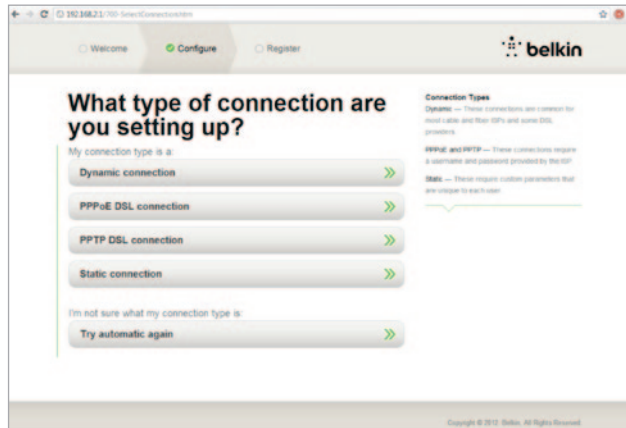 192.168.2.1/700-SelectConnection.htm
Welcome
Configure
Register
belkin
What type of connection are
you setting up?
My connection type is a:
Dynamic connection
PPPoE DSL connection
PPTP DSL connection
Static connection
I'm not sure what my connection type is:
Try automatic again
Connection Types
Dynamic — These connections are common for
most cable and fiber ISPs and some DSL
providers
PPPoE and PPTP — These connections require
a username and password provided by the ISP
Static — These require custom parameters that
are unique to each user
Copyright © 2012 Belkin. All Rights Reserved